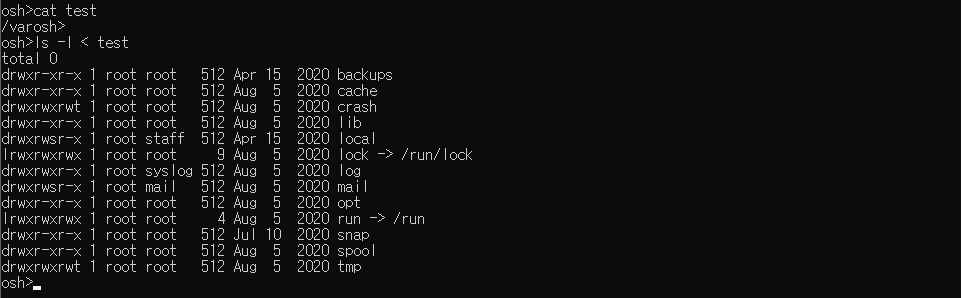 osh>cat test
/varosh>
osh>ls -l < test
total 0
drwxr-xr-x 1 root root   512 Apr 15  2020 backups
drwxr-xr-x 1 root root   512 Aug  5  2020 cache
drwxrwxrwt 1 root root   512 Aug  5  2020 crash
drwxr-xr-x 1 root root   512 Aug  5  2020 lib
drwxrwsr-x 1 root staff  512 Apr 15  2020 local
lrwxrwxrwx 1 root root     9 Aug  5  2020 lock -> /run/lock
drwxrwxr-x 1 root syslog 512 Aug  5  2020 log
drwxrwsr-x 1 root mail   512 Aug  5  2020 mail
drwxr-xr-x 1 root root   512 Aug  5  2020 opt
lrwxrwxrwx 1 root root     4 Aug  5  2020 run -> /run
drwxr-xr-x 1 root root   512 Jul 10  2020 snap
drwxr-xr-x 1 root root   512 Aug  5  2020 spool
drwxrwxrwt 1 root root   512 Aug  5  2020 tmp
osh>